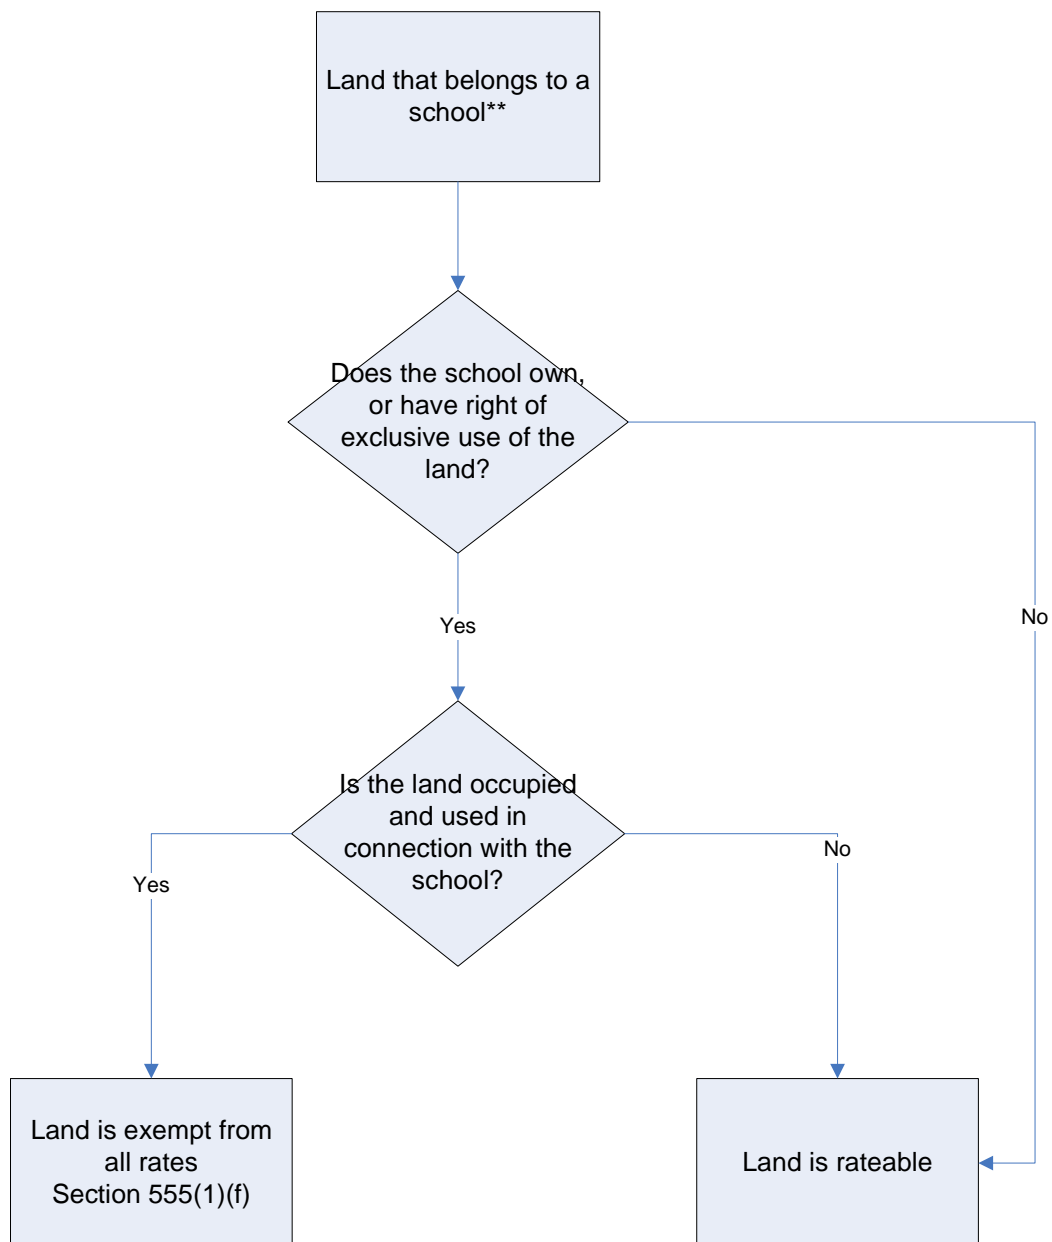 Land that belongs to a
school**
Does the school own,
or have right of
exclusive use of the
land?
No
Yes
Is the land occupied
and used in
connection with the
school?
No
Yes
Land is exempt from
all rates
Section 555(1)(f)
Land is rateable